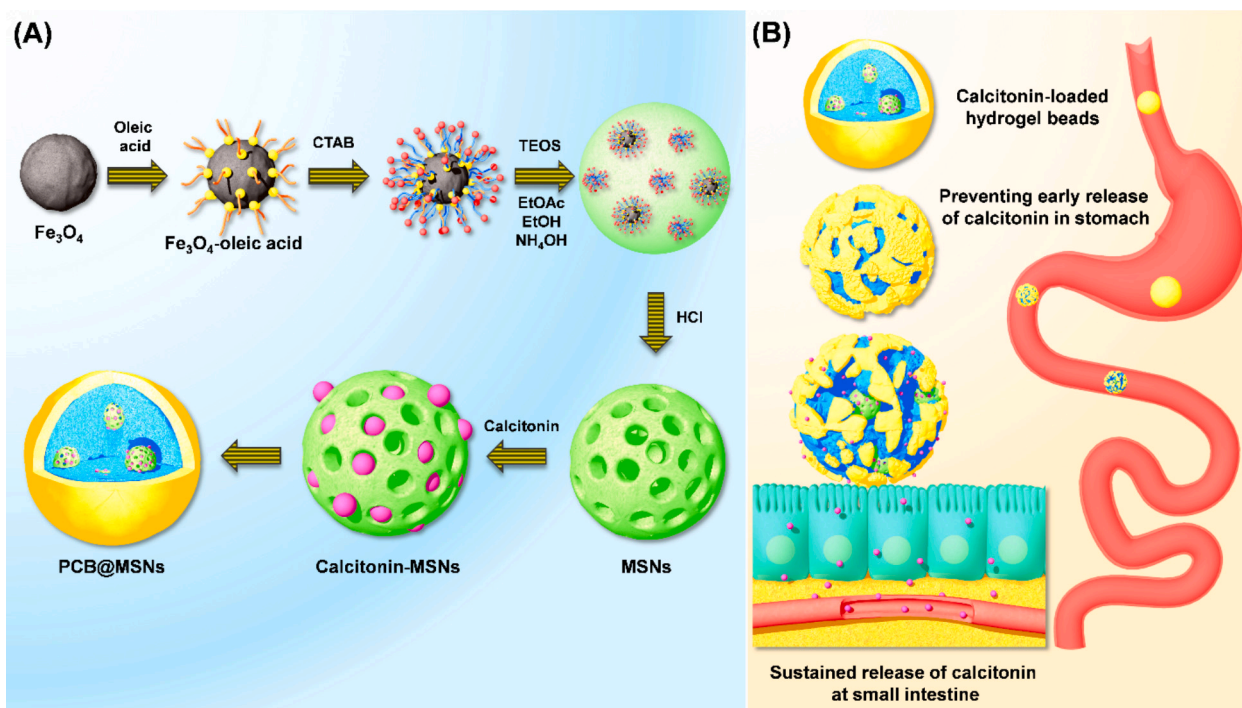 (A)
Oleic
acid
CTAB
TEOS
EtOAc
EtOH
NH₄OH
Fe₃O₄
Fe₃O₄-oleic acid
HCl
Calcitonin
PCB@MSNs
Calcitonin-MSNs
MSNs
(B)
Calcitonin-loaded
hydrogel beads
Preventing early release
of calcitonin in stomach
Sustained release of calcitonin
at small intestine